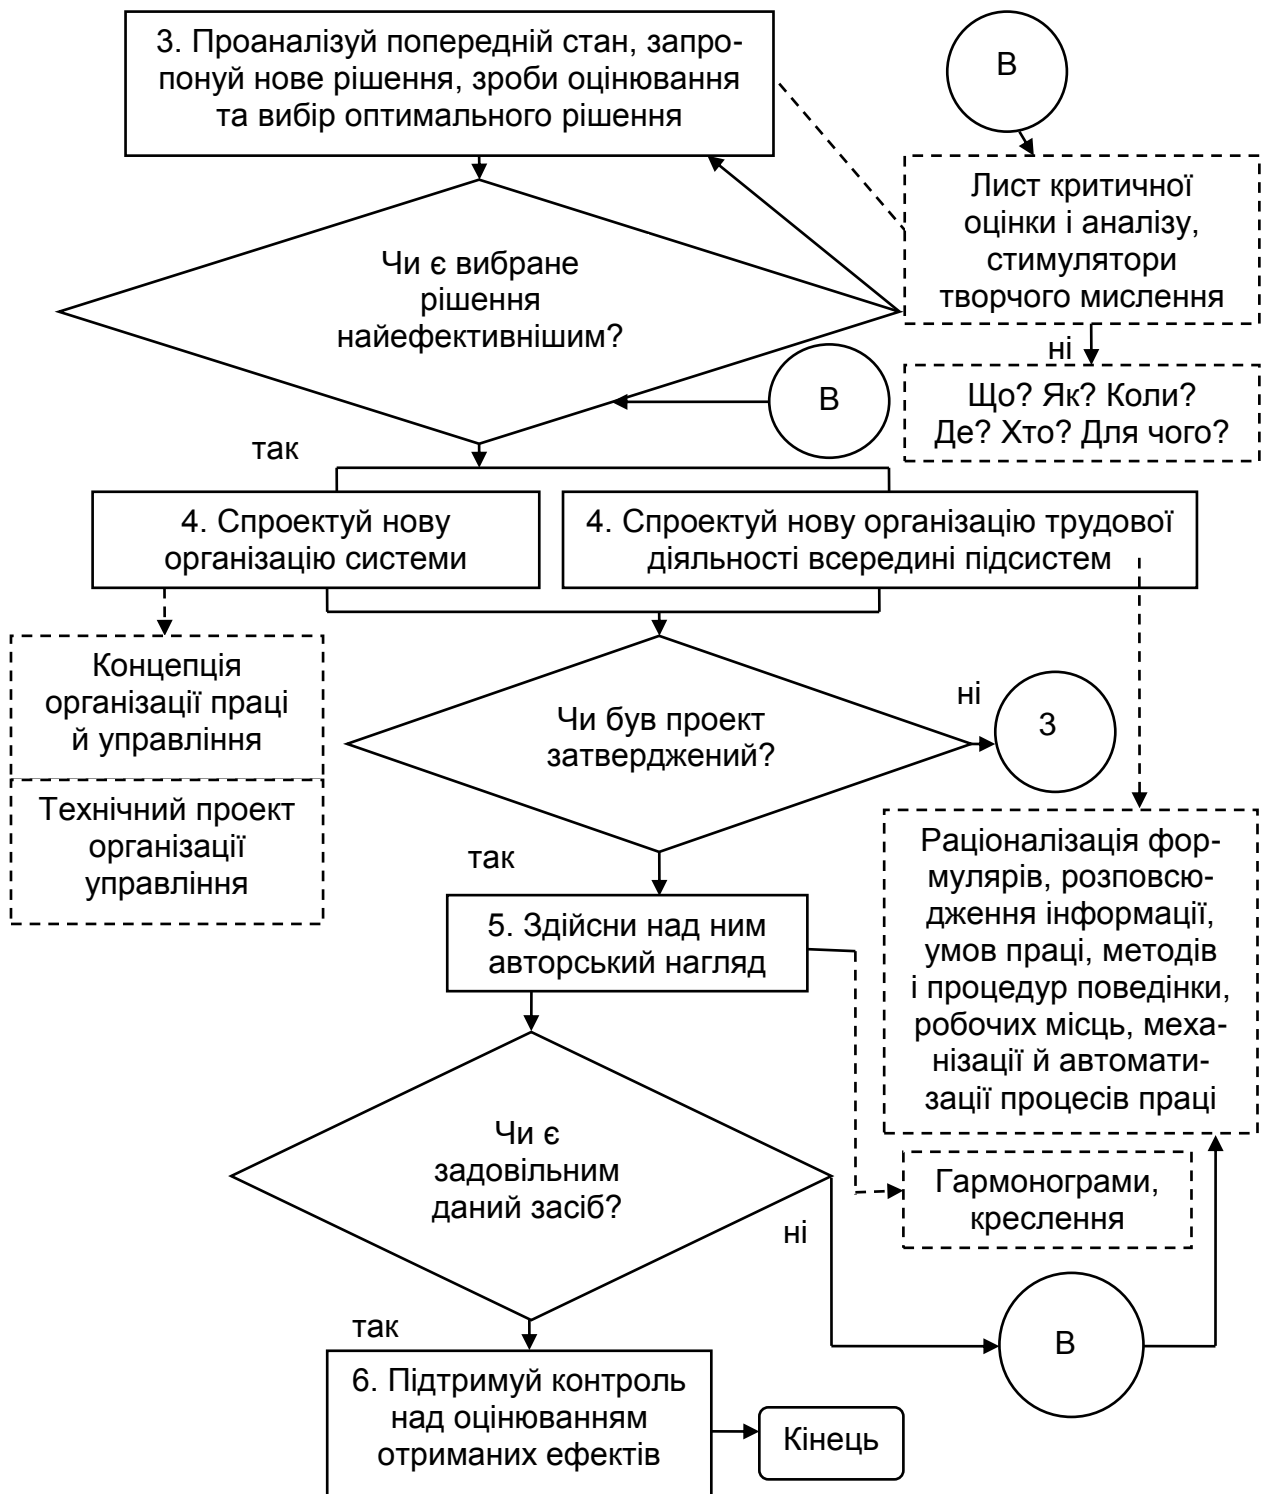 3. Проаналізуй попередній стан, запро-
понуй нове рішення, зроби оцінювання
та вибір оптимального рішення
В
Лист критичної
оцінки і аналізу,
стимулятори
творчого мислення
Чи є вибране
рішення
найефективнішим?
ні
Що? Як? Коли?
Де? Хто? Для чого?
В
так
4. Спроектуй нову
організацію системи
4. Спроектуй нову організацію трудової
діяльності всередині підсистем
Концепція
організації праці
й управління
Технічний проект
організації
управління
Чи був проект
затверджений?
ні
3
так
Раціоналізація фор-
мулярів, розповсю-
дження інформації,
умов праці, методів
і процедур поведінки,
робочих місць, меха-
нізації й автомати-
зації процесів праці
5. Здійсни над ним
авторський нагляд
Гармонограми,
креслення
Чи є
задовільним
даний засіб?
ні
В
так
6. Підтримуй контроль
над оцінюванням
отриманих ефектів
Кінець